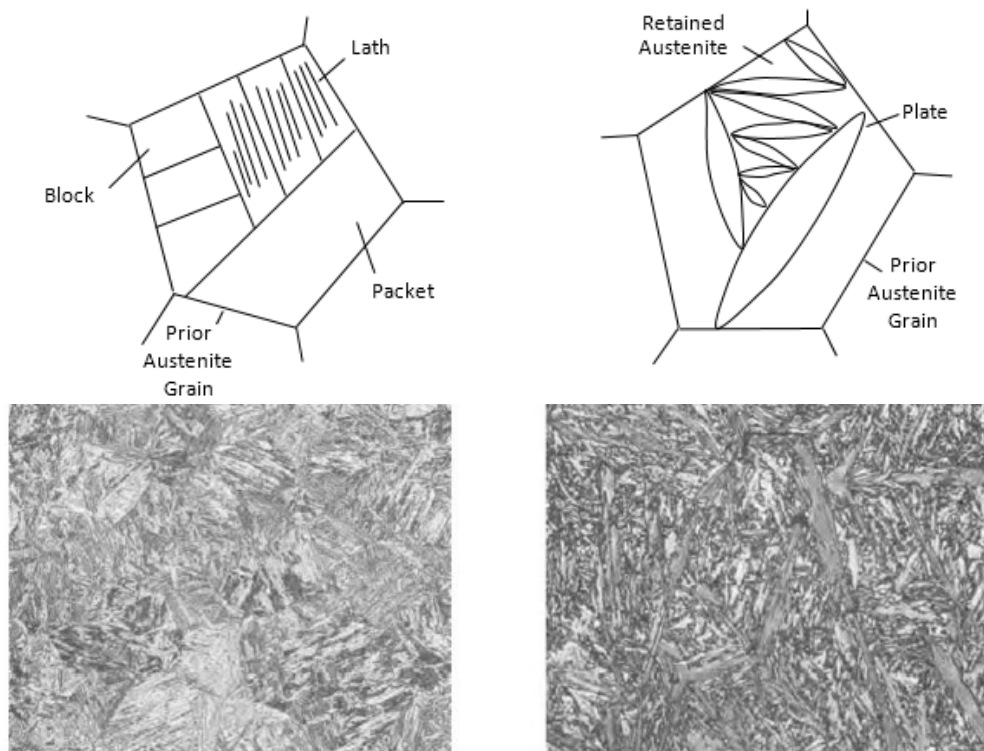 Lath
Block
Packet
Prior
Austenite
Grain
Retained
Austenite
Plate
Prior
Austenite
Grain